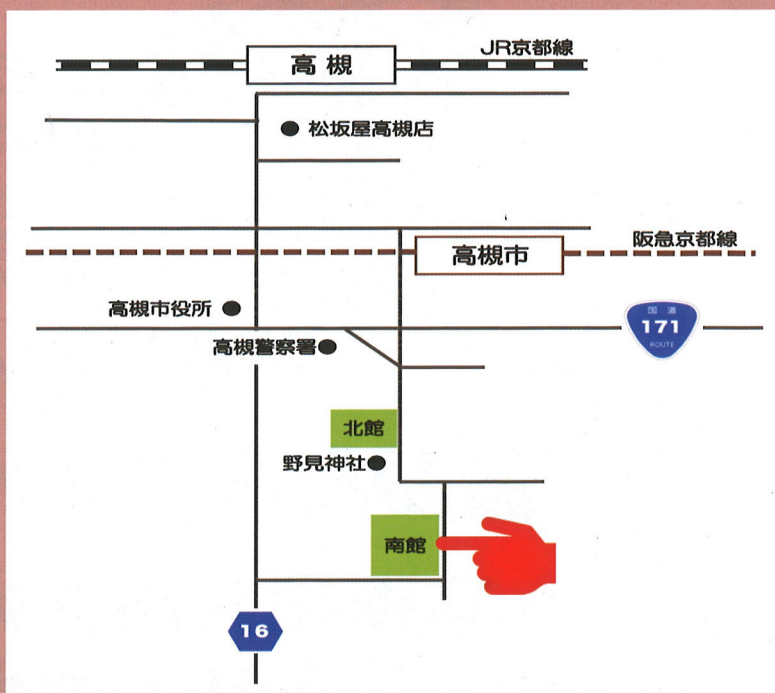 JR京都線
高槻
松坂屋高槻店
阪急京都線
高槻市
高槻市役所
国道
171
ROUTE
高槻警察署
北館
野見神社
南館
16